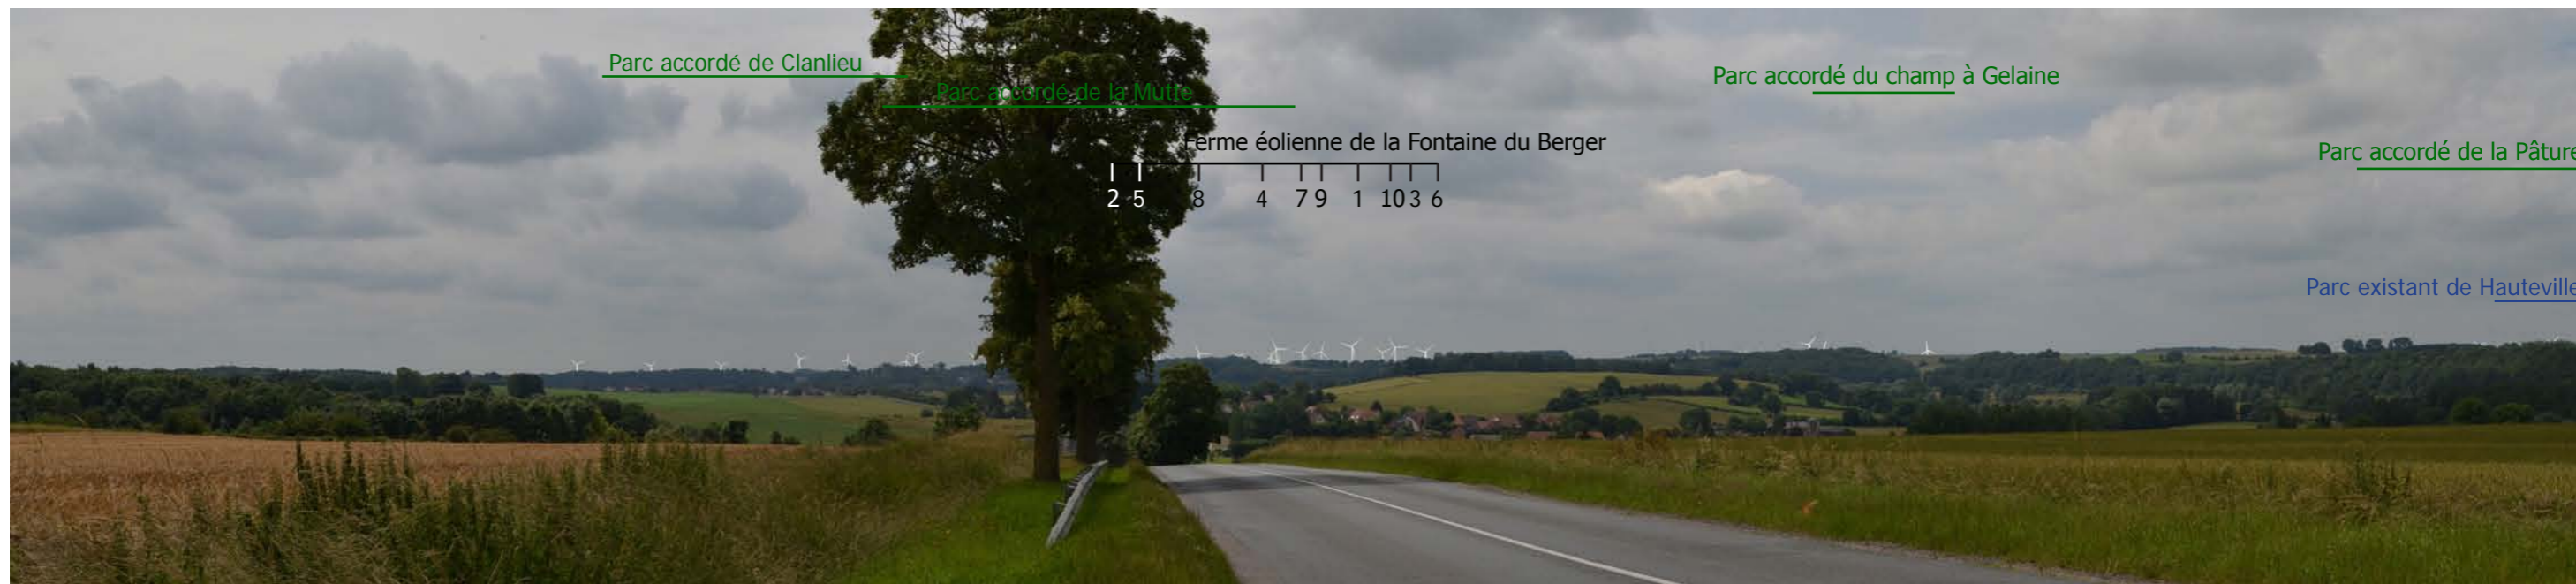 Parc accordé de Clanlieu
Parc accordé de la Mutte
Parc accordé du champ à Gelaine
Ferme éolienne de la Fontaine du Berger
2 5 8 4 7 9 1 10 3 6
Parc accordé de la Pâture
Parc existant de Hauteville